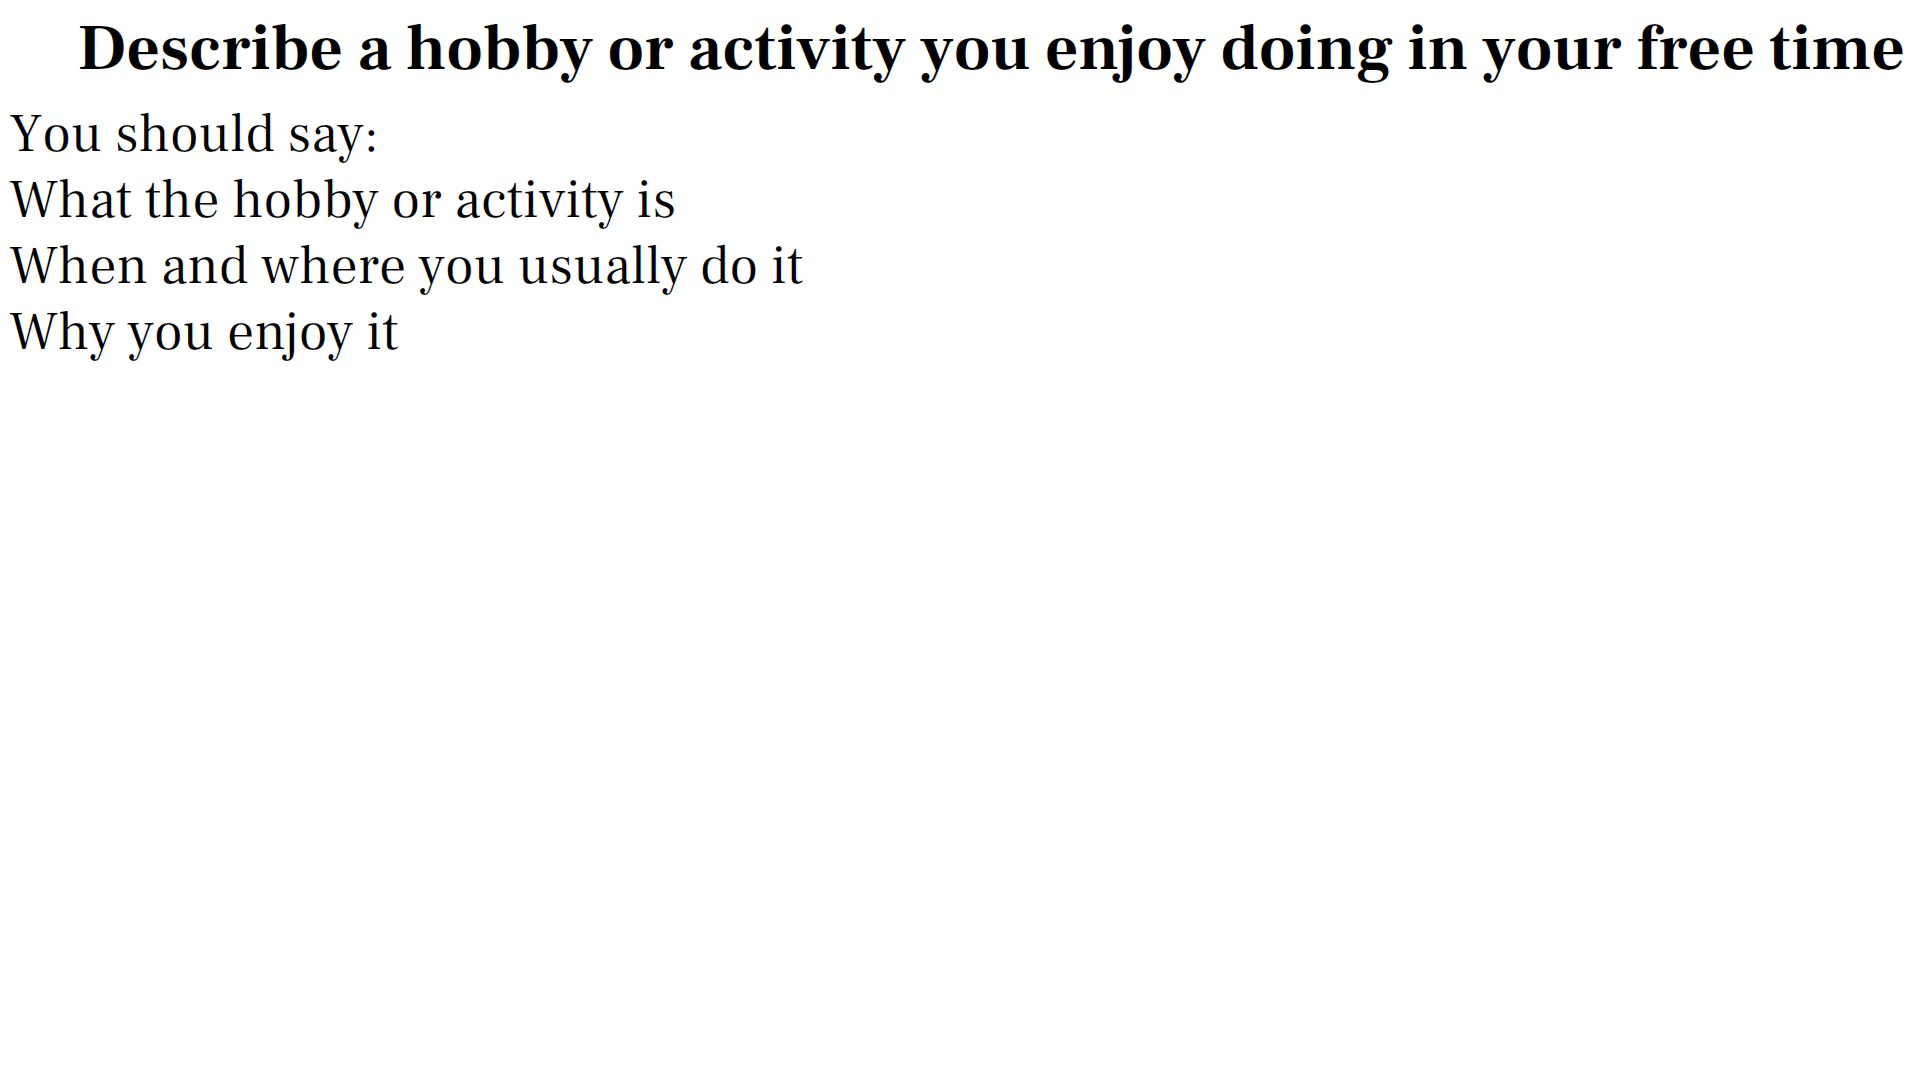 Describe a hobby or activity you enjoy doing in your free time
You should say:
What the hobby or activity is
When and where you usually do it
Why you enjoy it